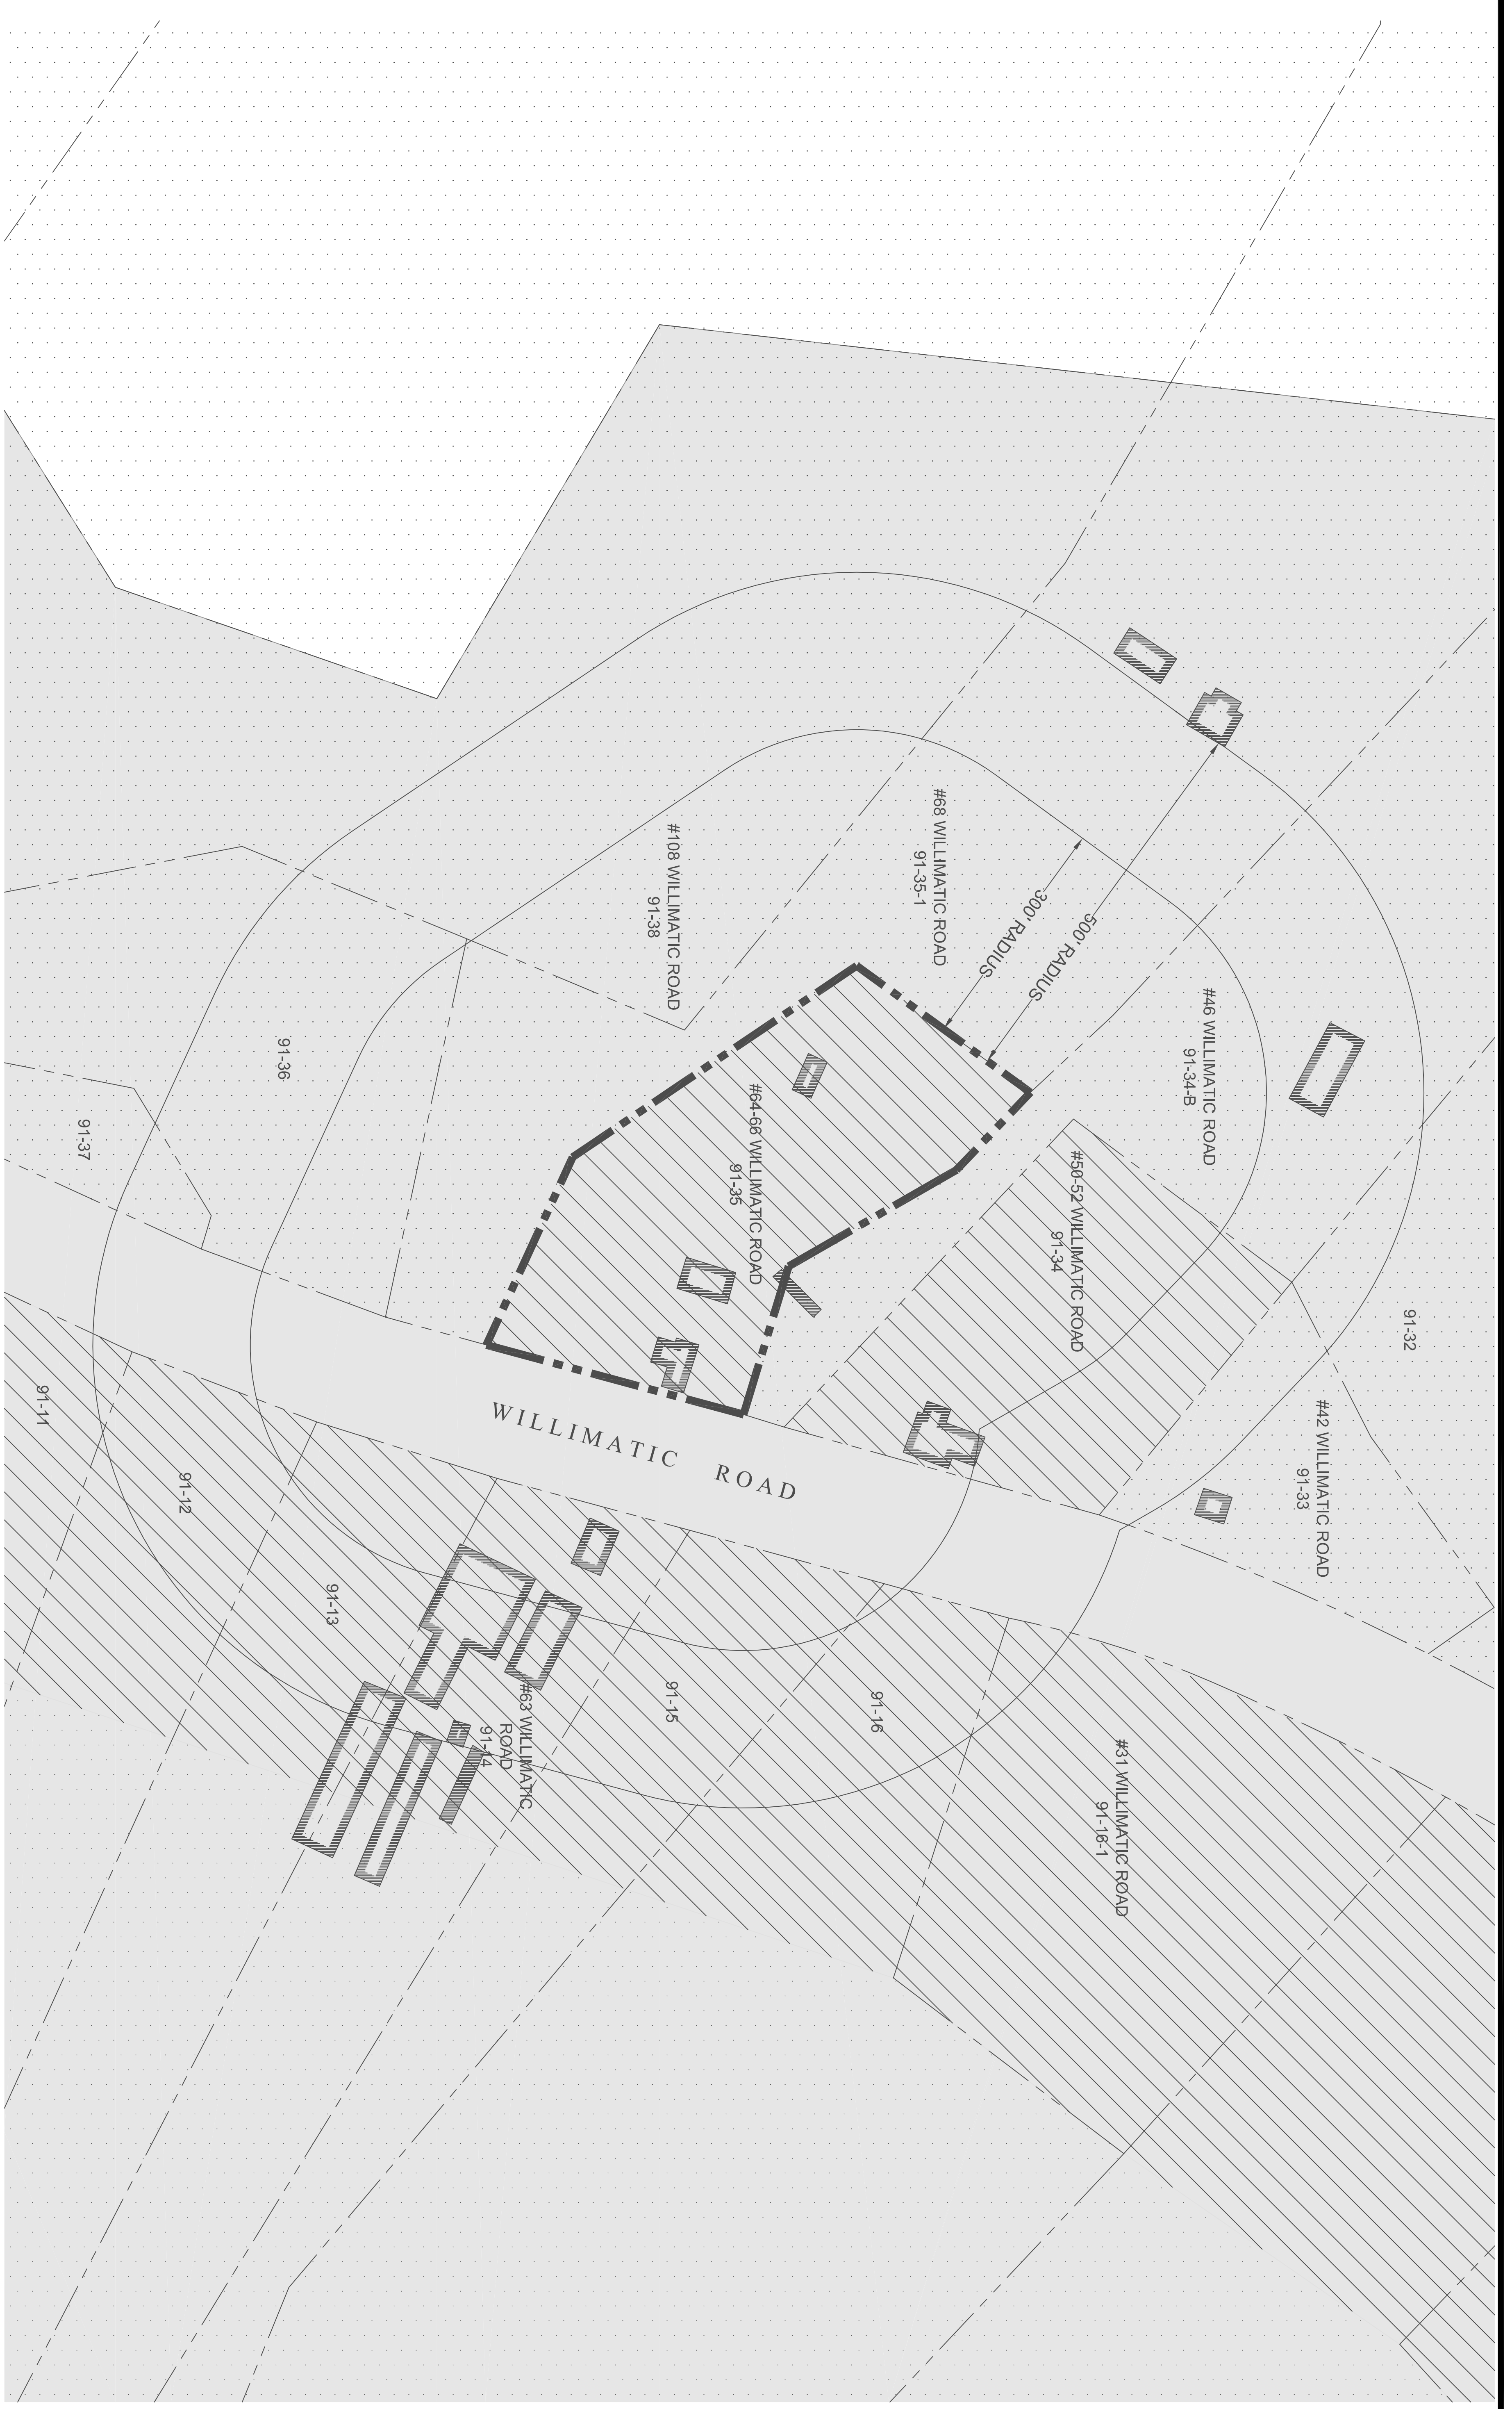 #68 WILLIMATIC ROAD
91-35-1
#108 WILLIMATIC ROAD
91-38
300' RADIUS
500' RADIUS
#46 WILLIMATIC ROAD
91-34-B
91-36
91-37
#64-66 WILLIMATIC ROAD
91-35
#50-52 WILLIMATIC ROAD
91-34
91-32
#42 WILLIMATIC ROAD
91-33
WILLIMATIC ROAD
91-11
91-12
91-13
#63 WILLIMATIC
ROAD
91-14
91-15
91-16
#31 WILLIMATIC ROAD
91-16-1